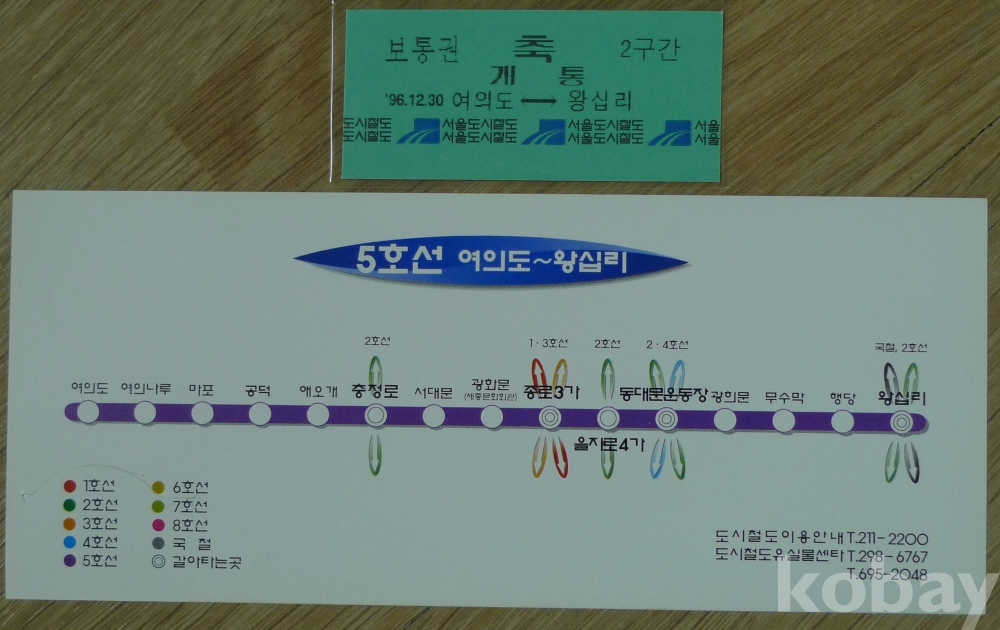 보통권 축 2구간
개 통
'96.12.30 여의도 ↔ 왕십리
도시철도 서울도시철도 서울도시철도 서울
도시철도 서울도시철도 서울도시철도 서울
5호선 여의도~왕십리
2호선 1·3호선 2호선 2·4호선 국철, 2호선
여의도 여의나루 마포 공덕 애오개 충정로 서대문 광화문 종로3가 동대문운동장 광희문 무수막 행당 왕십리
(세종문화회관)
을지로4가
1호선 6호선
2호선 7호선
3호선 8호선
4호선 국 철
5호선 갈아타는곳
도시철도이용안내 T.211-2200
도시철도유실물센타 T.298-6767
T.695-2048
kobay